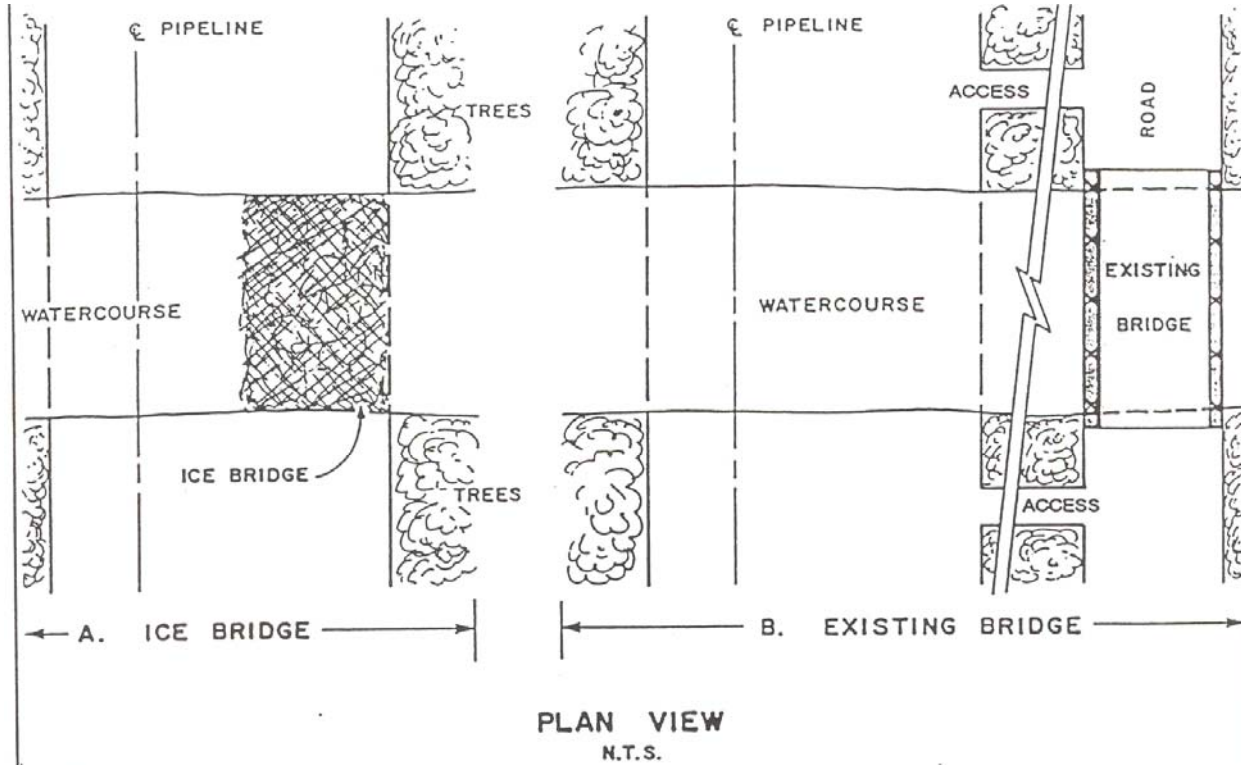 ℄ PIPELINE
TREES
WATERCOURSE
ICE BRIDGE
TREES
A. ICE BRIDGE
℄ PIPELINE
ACCESS
ROAD
WATERCOURSE
EXISTING
BRIDGE
ACCESS
B. EXISTING BRIDGE
PLAN VIEW
N.T.S.